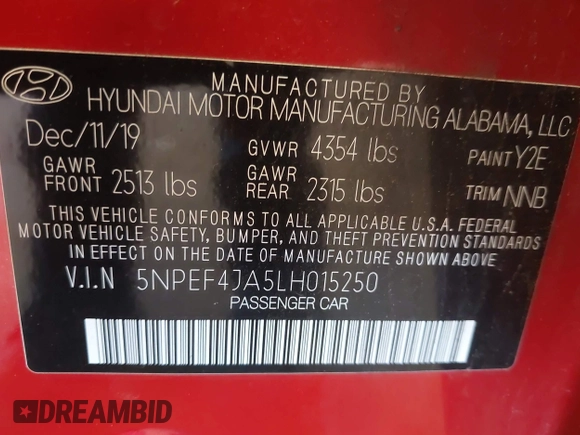 MANUFACTURED BY
HYUNDAI MOTOR MANUFACTURING ALABAMA, LLC
Dec/11/19 GVWR 4354 lbs PAINT Y2E
GAWR FRONT 2513 lbs GAWR REAR 2315 lbs TRIM NNB
THIS VEHICLE CONFORMS TO ALL APPLICABLE U.S.A. FEDERAL
MOTOR VEHICLE SAFETY, BUMPER, AND THEFT PREVENTION STANDARDS
IN EFFECT ON THE DATE OF MANUFACTURE SHOWN ABOVE.
V.I.N 5NPEF4JA5LH015250
PASSENGER CAR
DREAMBID